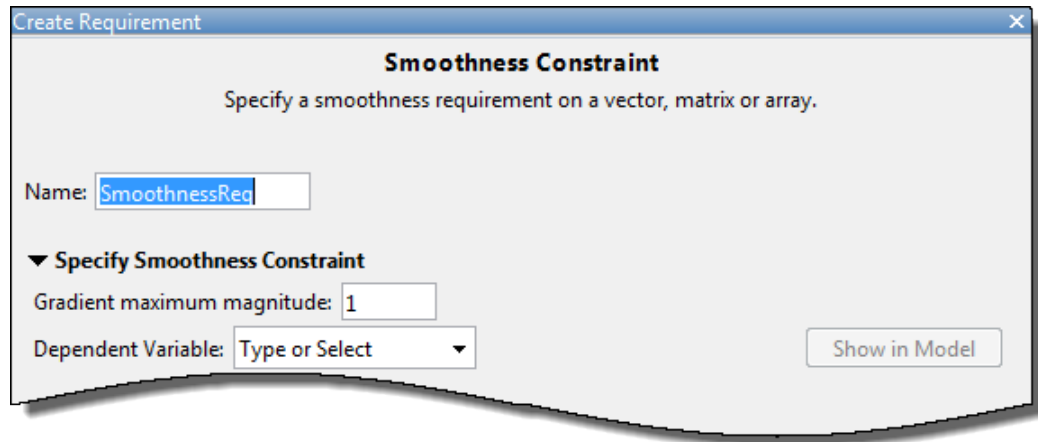 Create Requirement
Smoothness Constraint
Specify a smoothness requirement on a vector, matrix or array.
Name: SmoothnessReq
Specify Smoothness Constraint
Gradient maximum magnitude: 1
Dependent Variable: Type or Select Show in Model